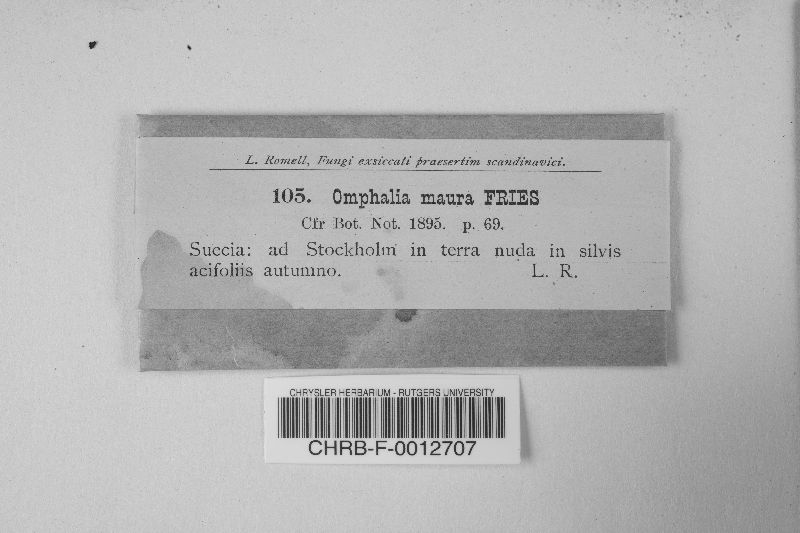 L. Romell, Fungi exsiccati praesertim scandinavici.
105. Omphalia maura FRIES
Cfr Bot. Not. 1895. p. 69.
Suecia: ad Stockholm in terra nuda in silvis
acifoliis autumno. L. R.
CHRYSLER HERBARIUM - RUTGERS UNIVERSITY
CHRB-F-0012707